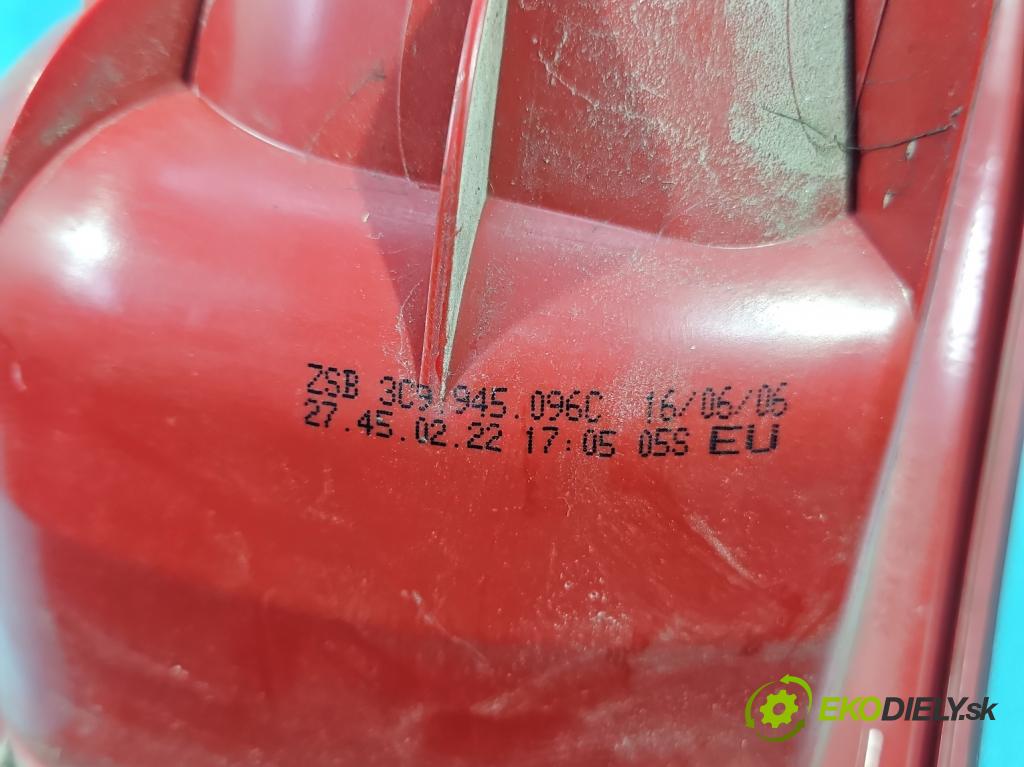 ZSB 3C9.945.096C 16/06/06
27.45.02.22 17:05 05S EU
EKODIELY.sk